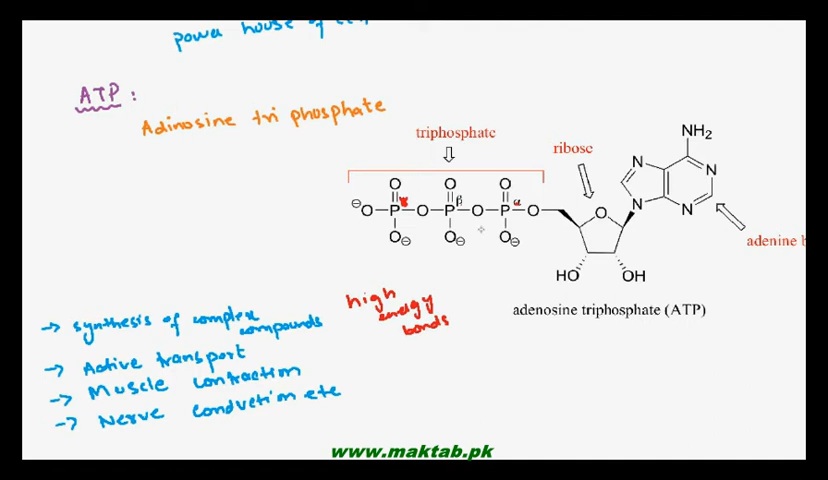 power house of
ATP :
Adinosine tri phosphate
triphosphate
ribose
NH₂
N
N
N
N
O O O
⊖O P γ O P β O P α O
O⊖ O⊖ O⊖
O
HO OH
adenine b
adenosine triphosphate (ATP)
high
energy
bonds
→ synthesis of complex
compounds
→ Active transport
→ Muscle contraction
→ Nerve conduction etc
www.maktab.pk